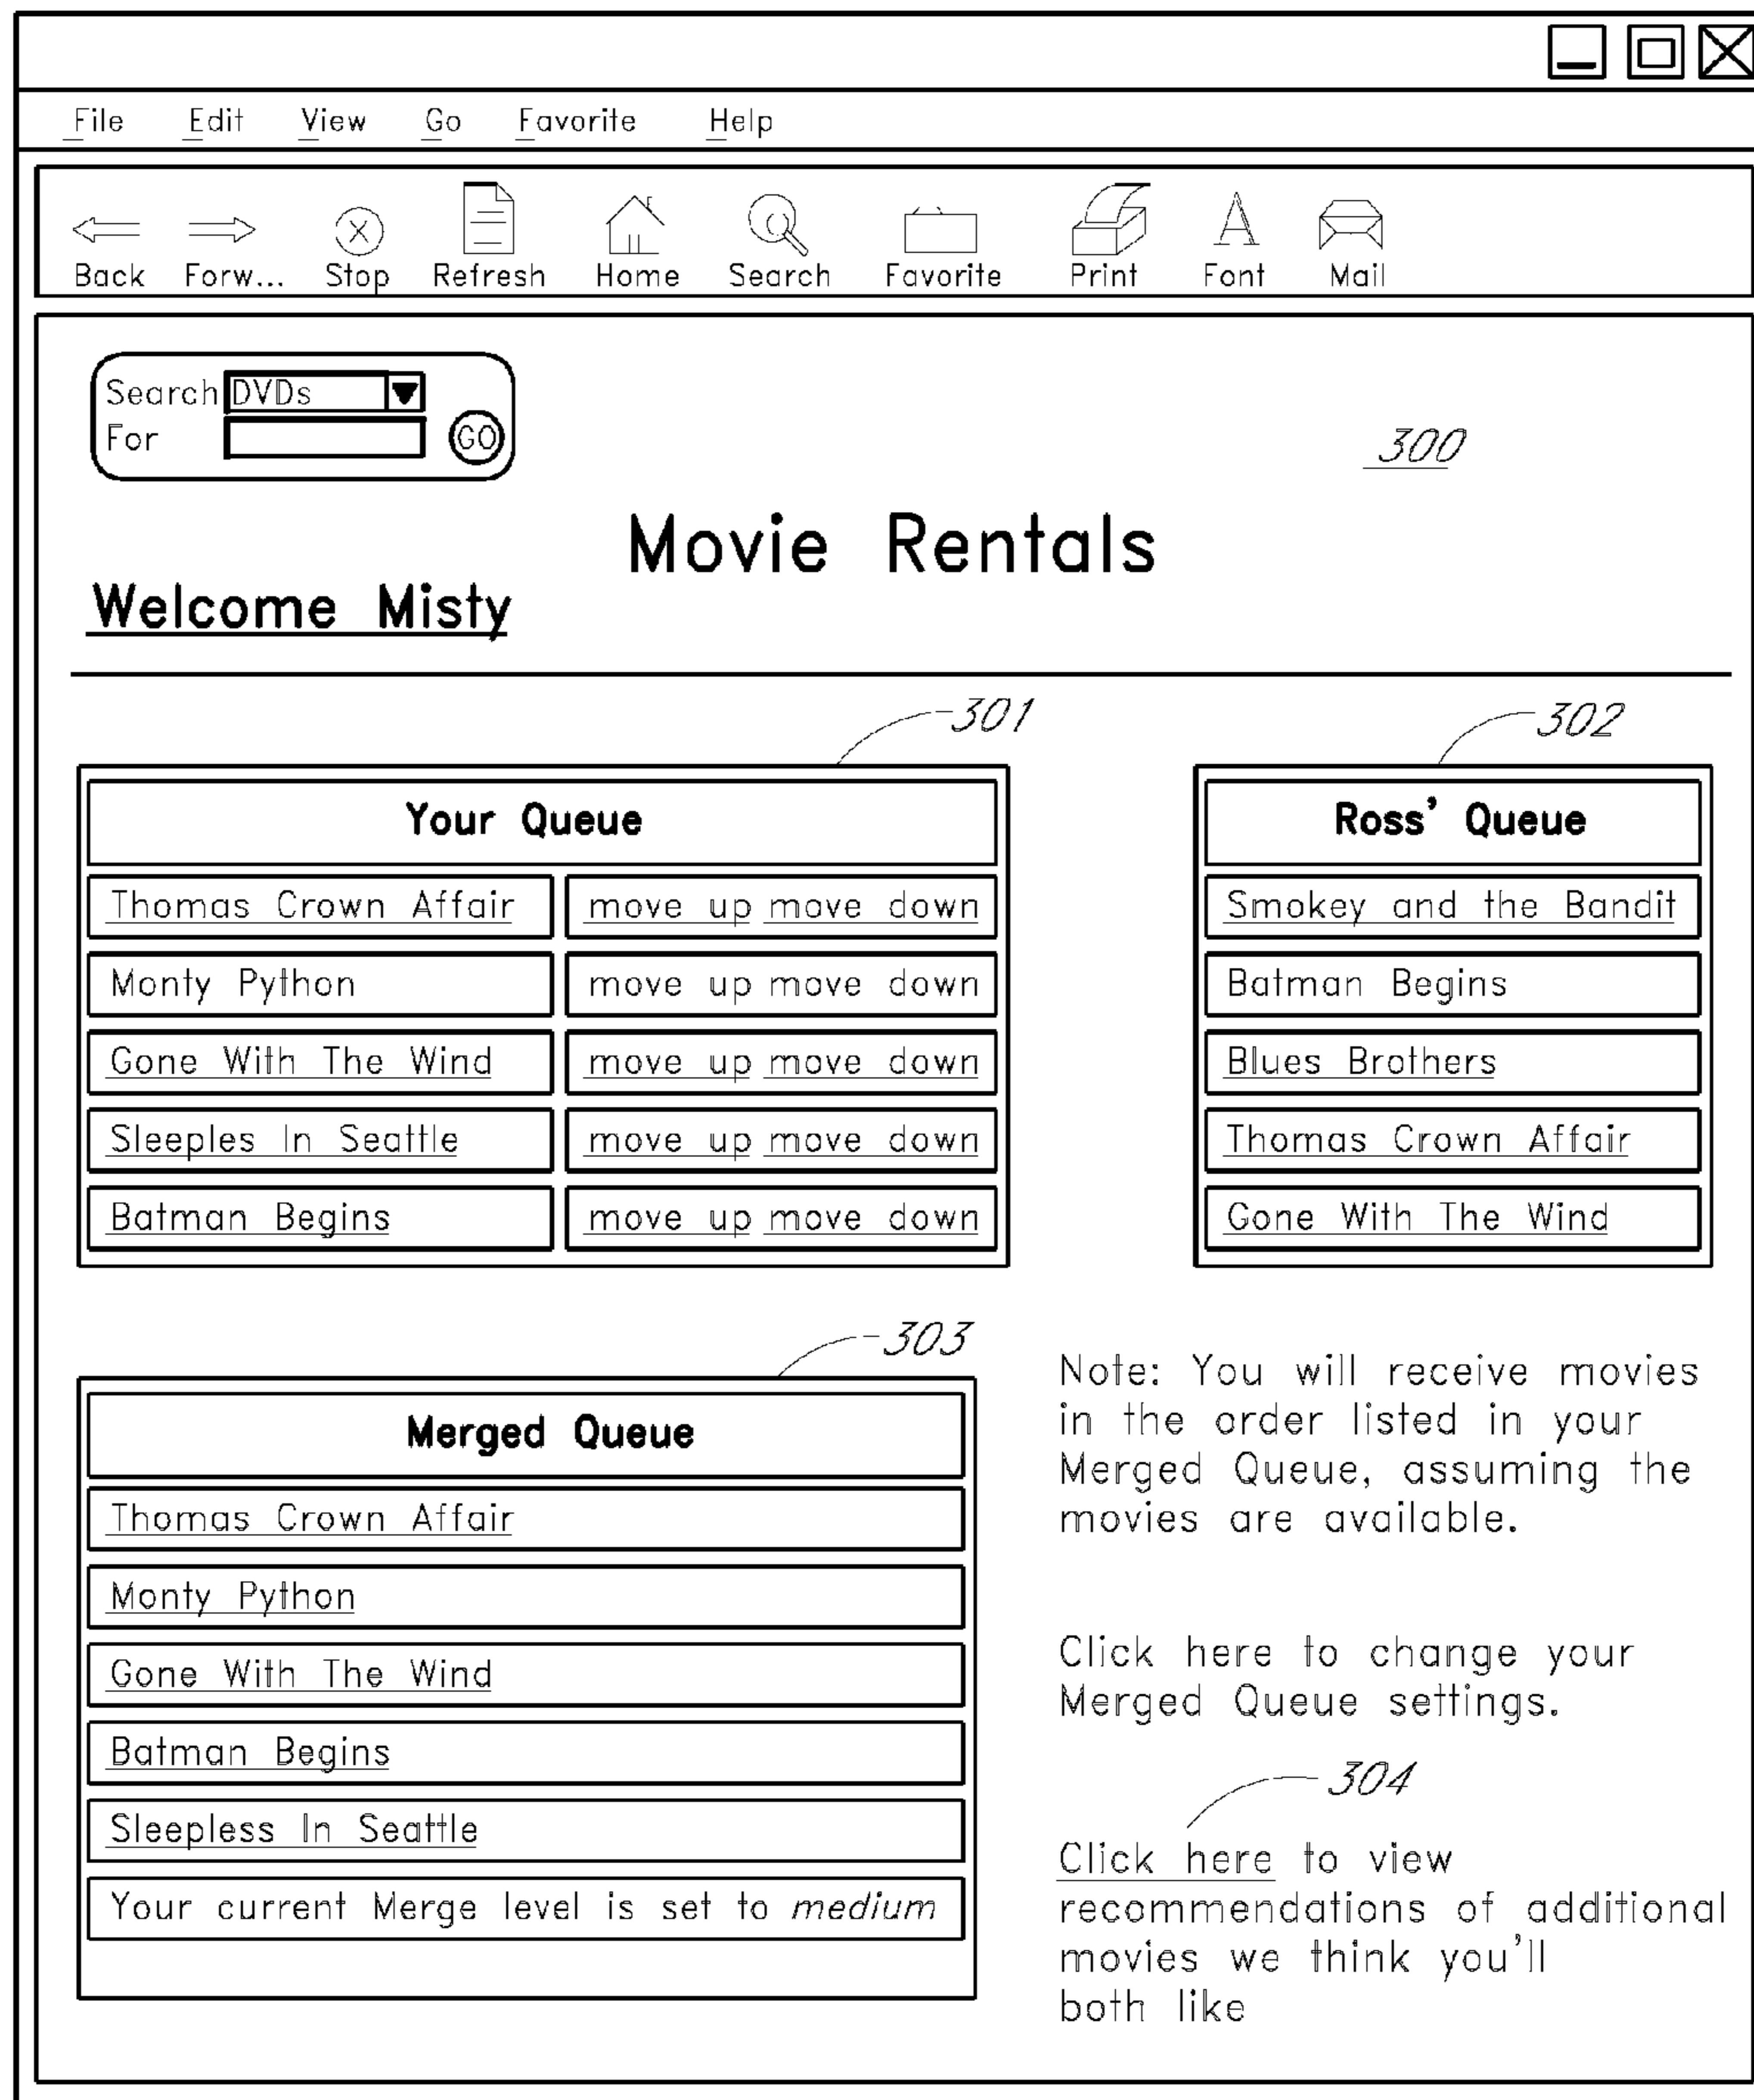 File Edit View Go Favorite Help
Back Forw... Stop Refresh Home Search Favorite Print Font Mail
Search DVDs
For GO
300
Movie Rentals
Welcome Misty
301
302
Your Queue
Thomas Crown Affair move up move down
Monty Python move up move down
Gone With The Wind move up move down
Sleeples In Seattle move up move down
Batman Begins move up move down
Ross' Queue
Smokey and the Bandit
Batman Begins
Blues Brothers
Thomas Crown Affair
Gone With The Wind
303
Merged Queue
Thomas Crown Affair
Monty Python
Gone With The Wind
Batman Begins
Sleepless In Seattle
Your current Merge level is set to medium
Note: You will receive movies
in the order listed in your
Merged Queue, assuming the
movies are available.
Click here to change your
Merged Queue settings.
304
Click here to view
recommendations of additional
movies we think you'll
both like